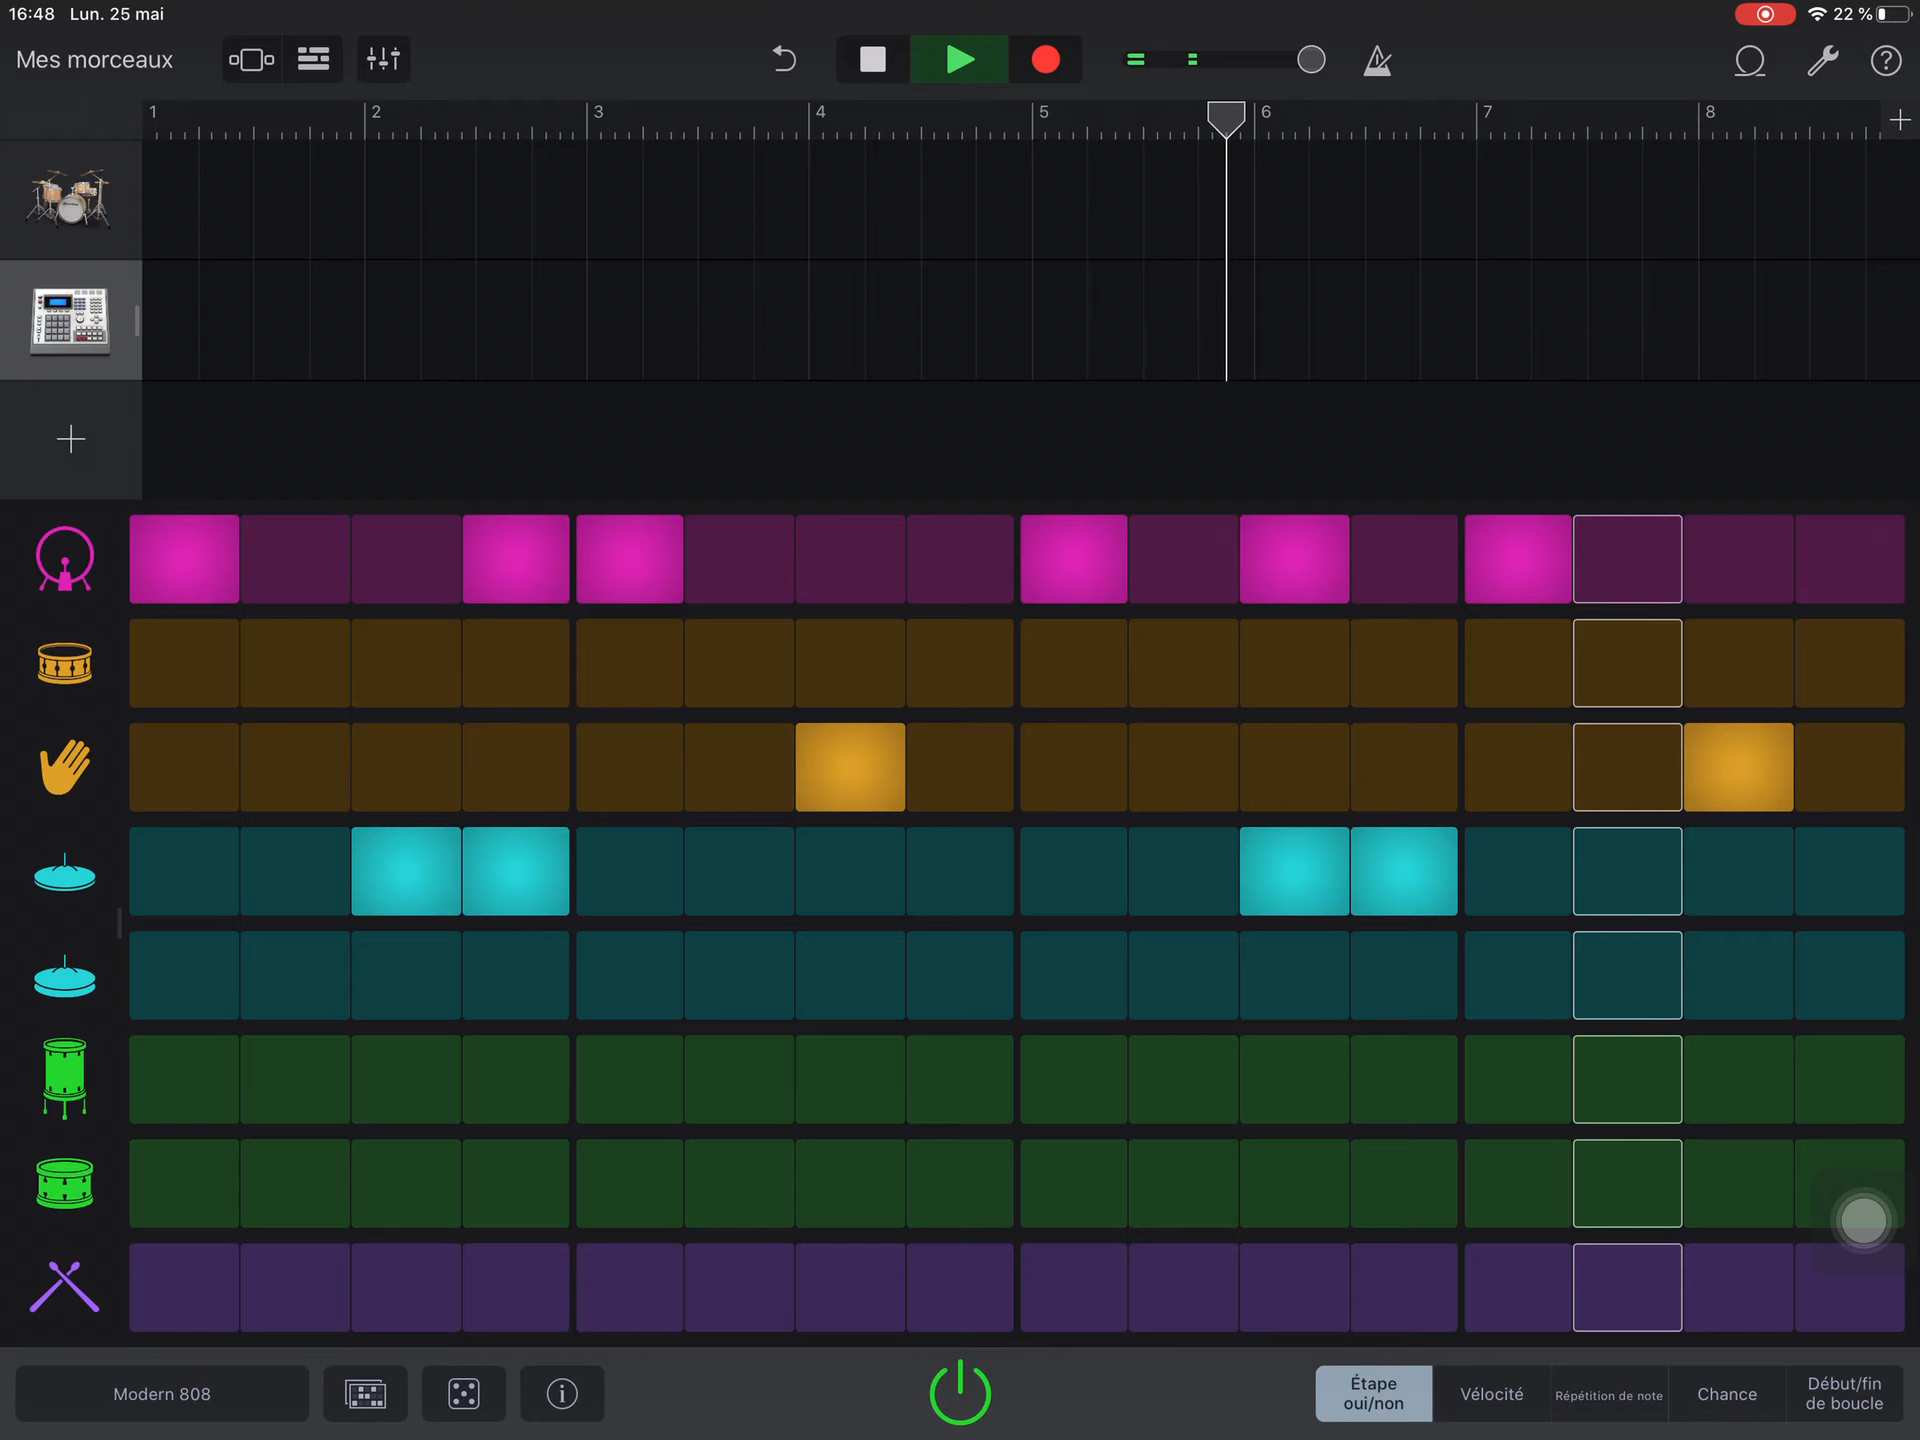 16:48 Lun. 25 mai
22 %
Mes morceaux
1 2 3 4 5 6 7 8
Modern 808
Étape
oui/non
Vélocité
Répétition de note
Chance
Début/fin
de boucle